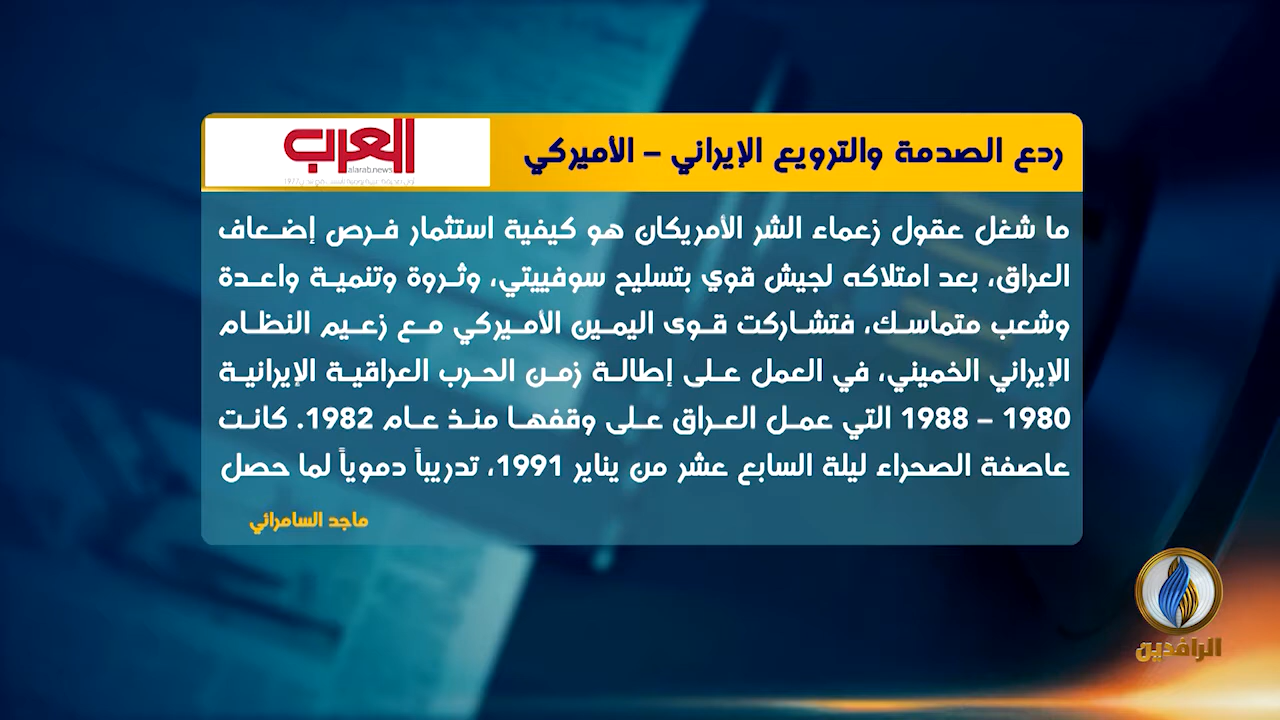 ردع الصدمة والترويع الإيراني – الأميركي
العرب
alarab.news
ما شغل عقول زعماء الشر الأمريكان هو كيفية استثمار فرص إضعاف
العراق، بعد امتلاكه لجيش قوي بتسليح سوفييتي، وثروة وتنمية واعدة
وشعب متماسك، فتشاركت قوى اليمين الأميركي مع زعيم النظام
الإيراني الخميني، في العمل على إطالة زمن الحرب العراقية الإيرانية
1980 – 1988 التي عمل العراق على وقفها منذ عام 1982. كانت
عاصفة الصحراء ليلة السابع عشر من يناير 1991، تدريباً دموياً لما حصل
ماجد السامرائي
الرافدين